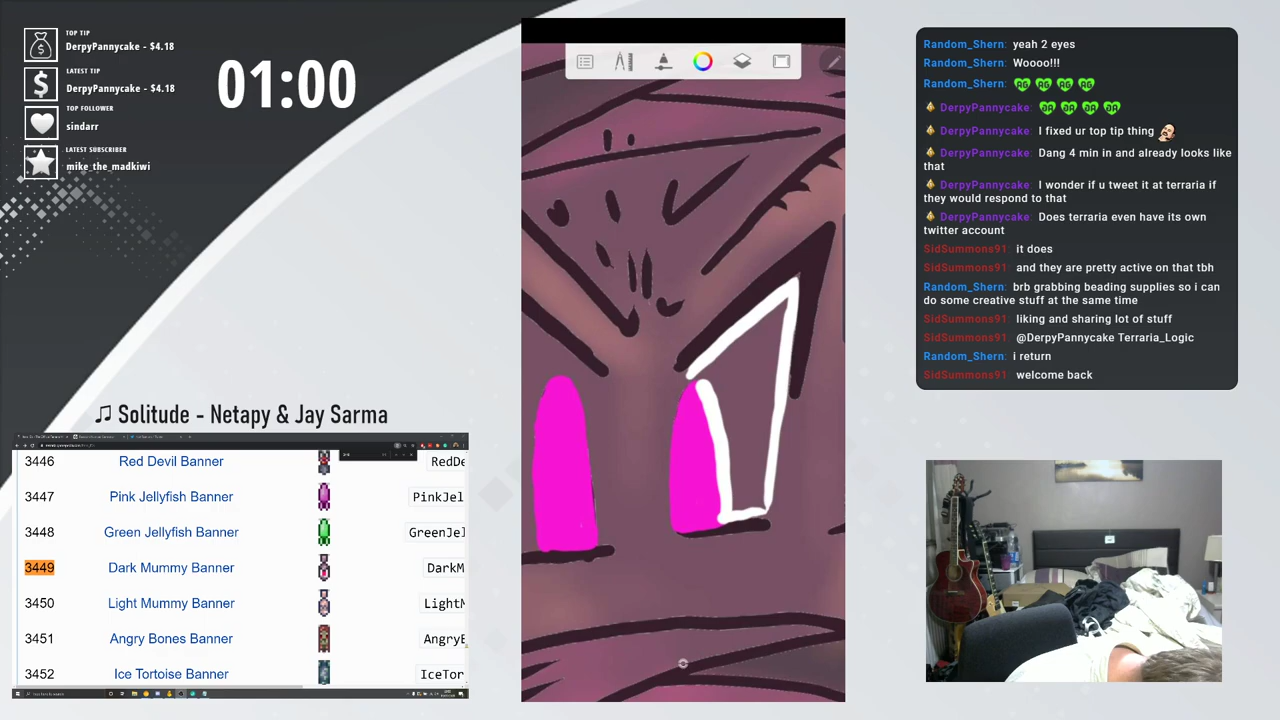 TOP TIP
DerpyPannycake - $4.18
LATEST TIP
DerpyPannycake - $4.18
TOP FOLLOWER
sindarr
LATEST SUBSCRIBER
mike_the_madkiwi
01:00
♫ Solitude - Netapy & Jay Sarma
3446 Red Devil Banner RedDe
3447 Pink Jellyfish Banner PinkJel
3448 Green Jellyfish Banner GreenJel
3449 Dark Mummy Banner DarkM
3450 Light Mummy Banner LightM
3451 Angry Bones Banner AngryB
3452 Ice Tortoise Banner IceTor
Random_Shern: yeah 2 eyes
Random_Shern: Woooo!!!
Random_Shern:
DerpyPannycake:
DerpyPannycake: I fixed ur top tip thing
DerpyPannycake: Dang 4 min in and already looks like
that
DerpyPannycake: I wonder if u tweet it at terraria if
they would respond to that
DerpyPannycake: Does terraria even have its own
twitter account
SidSummons91: it does
SidSummons91: and they are pretty active on that tbh
Random_Shern: brb grabbing beading supplies so i can
do some creative stuff at the same time
SidSummons91: liking and sharing lot of stuff
SidSummons91: @DerpyPannycake Terraria_Logic
Random_Shern: i return
SidSummons91: welcome back